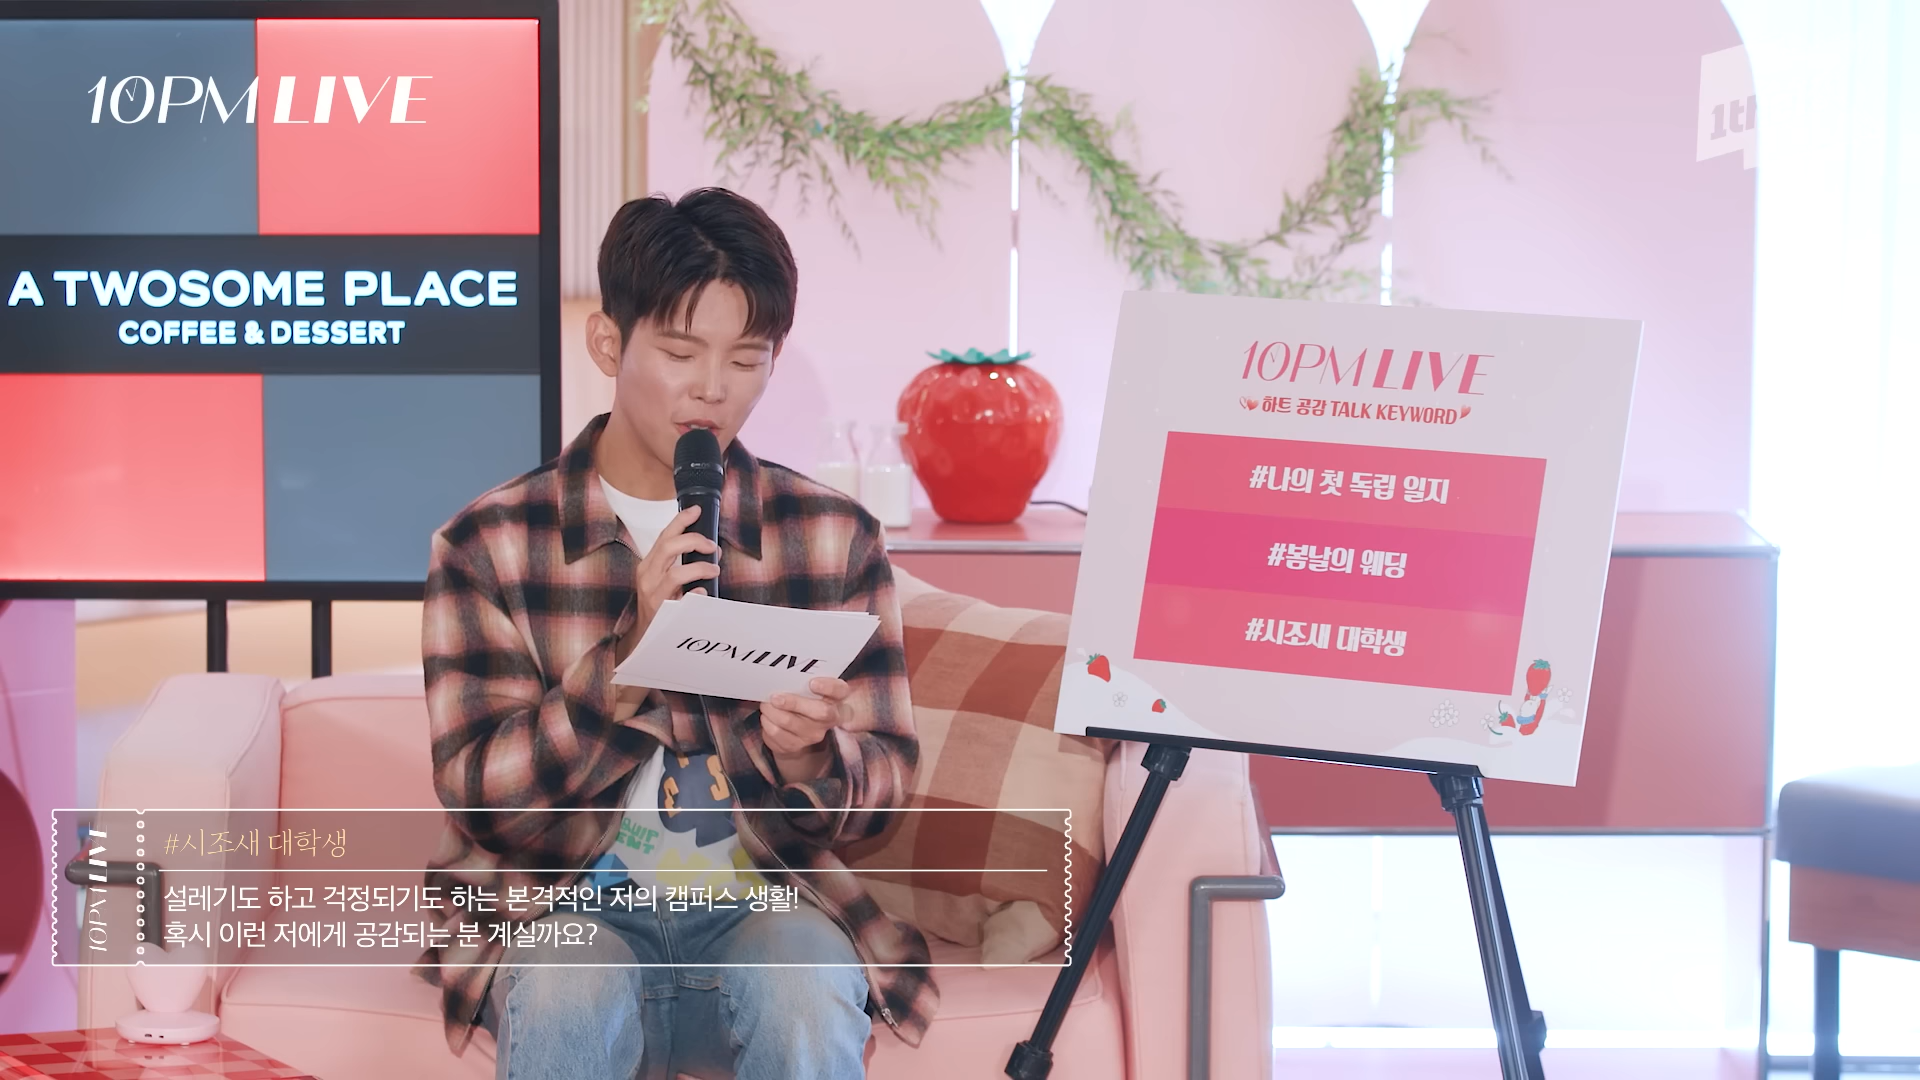 10PM LIVE
A TWOSOME PLACE
COFFEE & DESSERT
10PM LIVE
하트 공감 TALK KEYWORD
#나의 첫 독립 일지
#봄날의 웨딩
#시조새 대학생
10PM LIVE
10PM LIVE
#시조새 대학생
설레기도 하고 걱정되기도 하는 본격적인 저의 캠퍼스 생활!
혹시 이런 저에게 공감되는 분 계실까요?